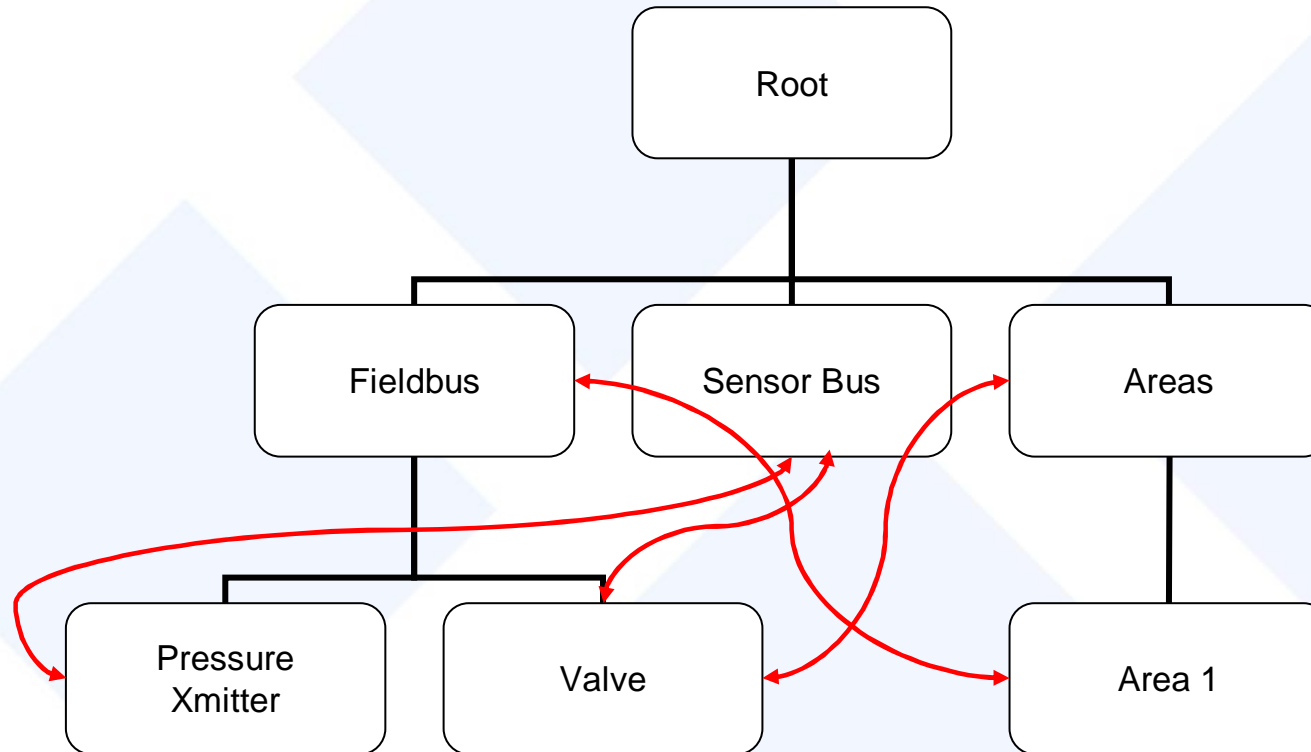 Root
Fieldbus
Sensor Bus
Areas
Pressure
Xmitter
Valve
Area 1